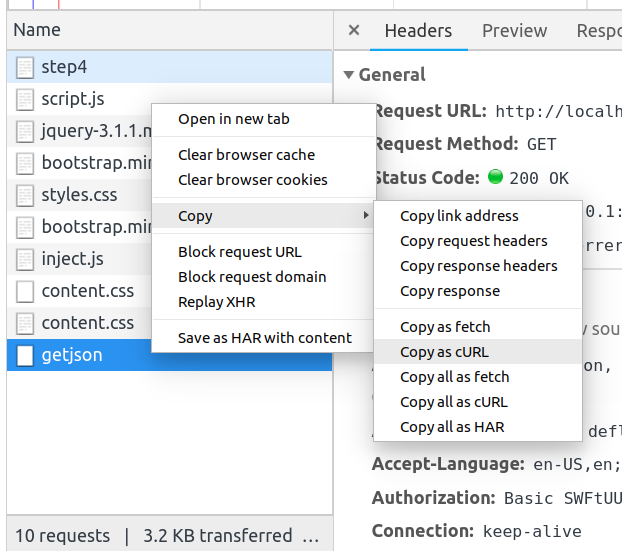 Name
step4
script.js
jquery-3.1.1.m
bootstrap.min
styles.css
bootstrap.min
inject.js
content.css
content.css
getjson
10 requests | 3.2 KB transferred …
Open in new tab
Clear browser cache
Clear browser cookies
Copy
Block request URL
Block request domain
Replay XHR
Save as HAR with content
Copy link address
Copy request headers
Copy response headers
Copy response
Copy as fetch
Copy as cURL
Copy all as fetch
Copy all as cURL
Copy all as HAR
× Headers Preview Respo
General
Request URL: http://localh
Request Method: GET
Status Code: 200 OK
0.1:
errer
w sou
on,
defl
Accept-Language: en-US,en;
Authorization: Basic SWFtUU
Connection: keep-alive